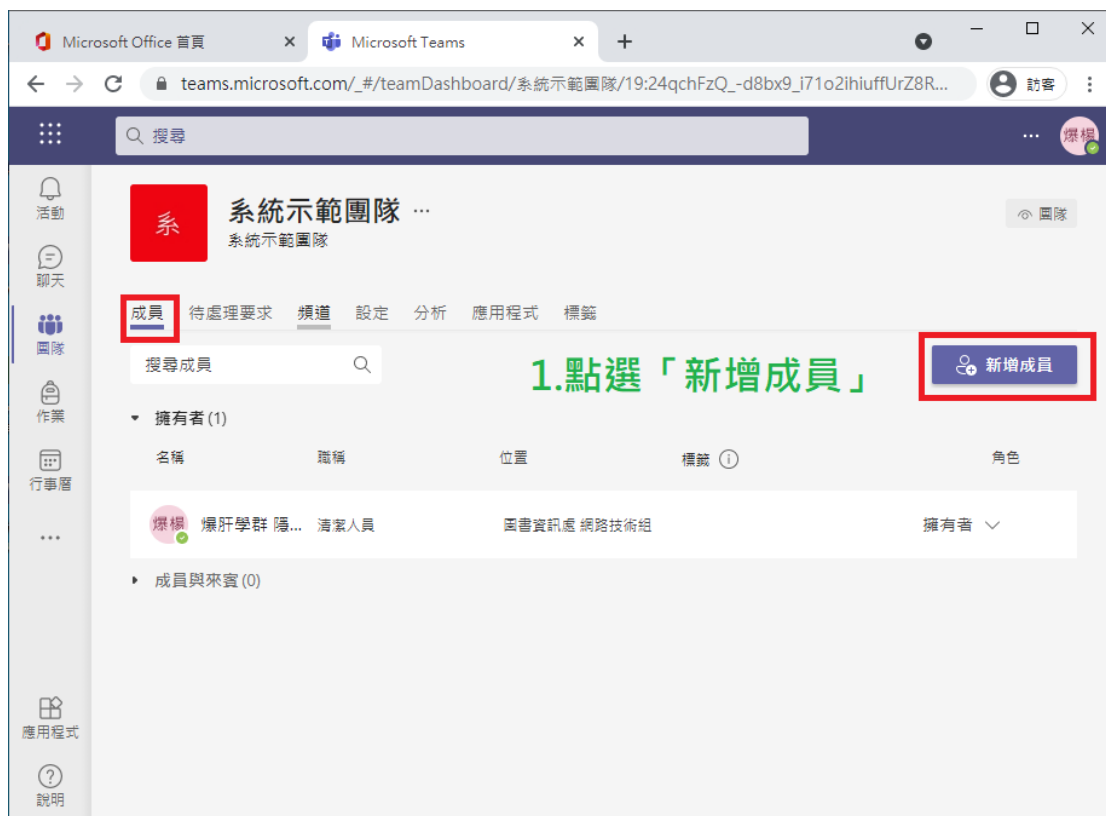 Microsoft Office 首頁
Microsoft Teams
teams.microsoft.com/_#/teamDashboard/系統示範團隊/19:24qchFzQ_-d8bx9_i71o2ihiuffUrZ8R...
訪客
搜尋
爆楊
活動
聊天
團隊
作業
行事曆
應用程式
說明
系
系統示範團隊 ...
系統示範團隊
團隊
成員 待處理要求 頻道 設定 分析 應用程式 標籤
搜尋成員
1.點選「新增成員」
新增成員
擁有者(1)
名稱 職稱 位置 標籤 角色
爆楊 爆肝學群 隱... 清潔人員 圖書資訊處 網路技術組 擁有者
成員與來賓(0)